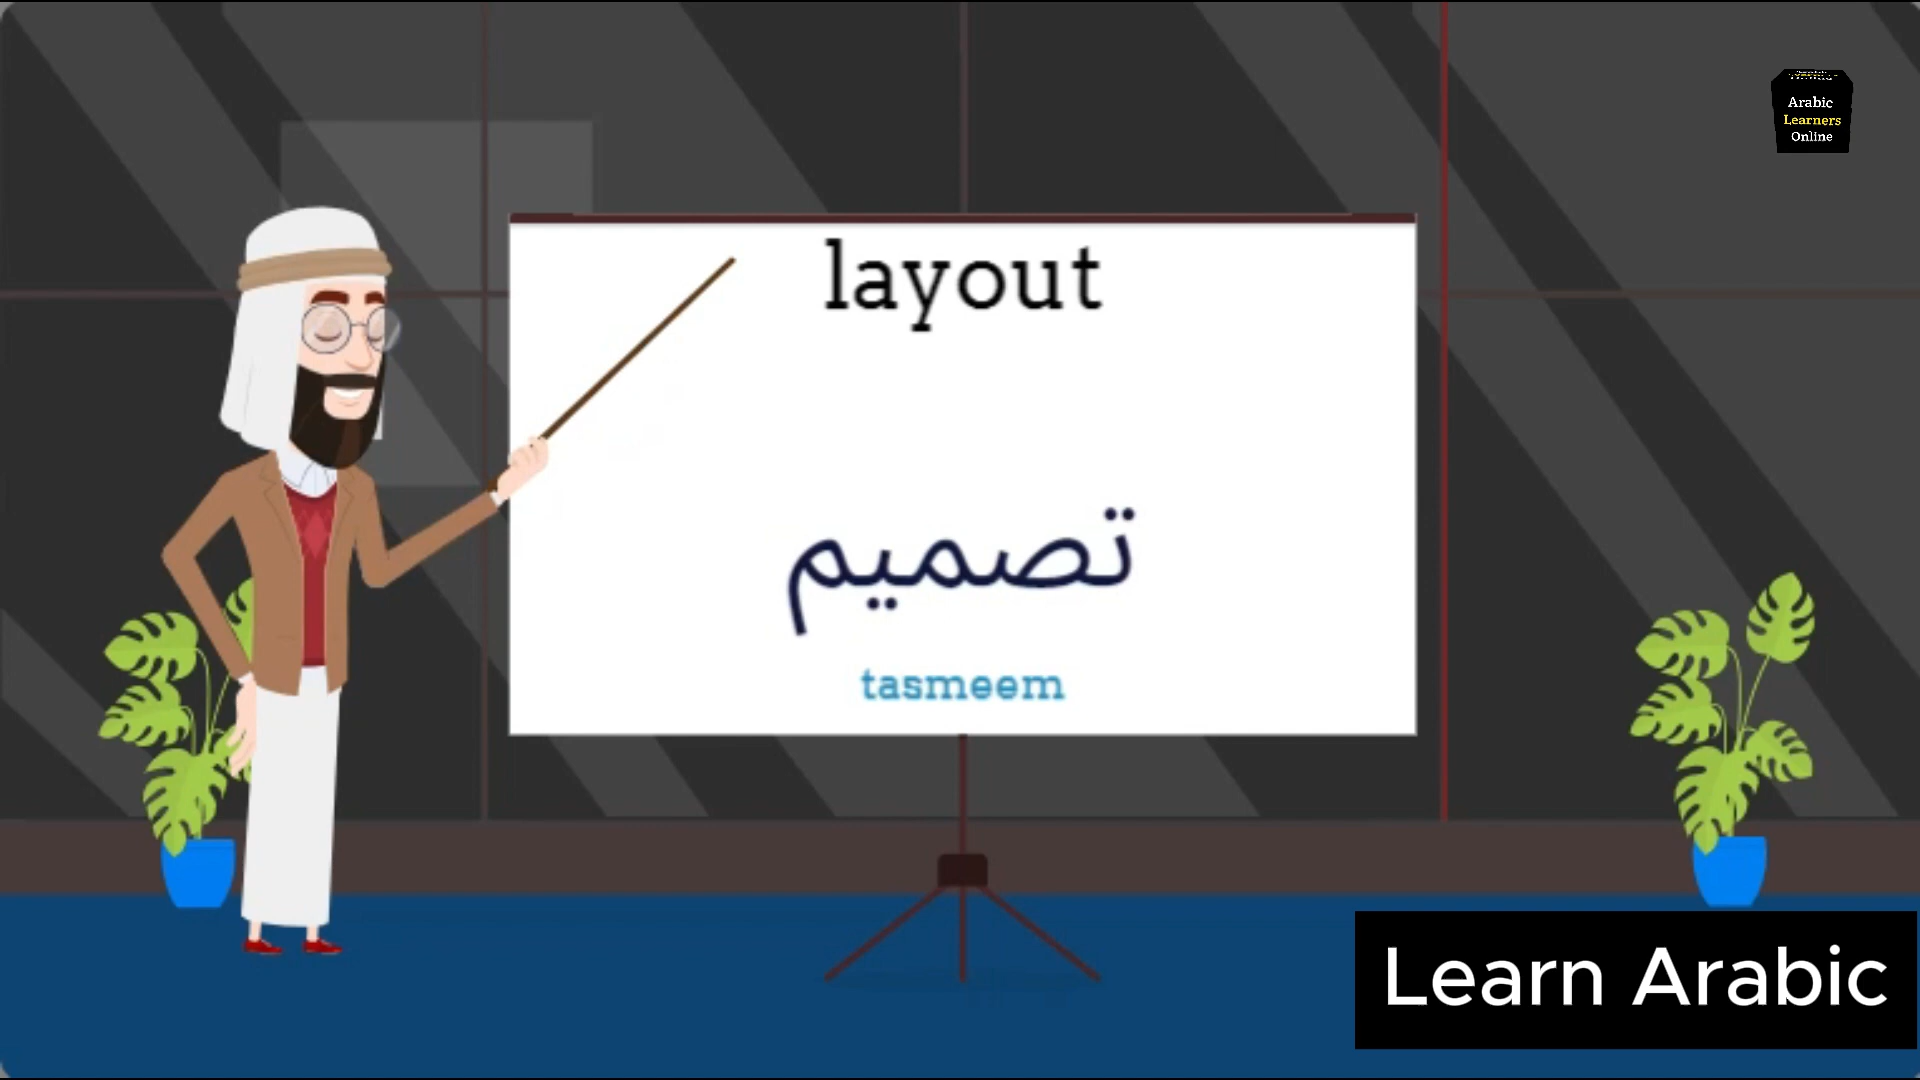 Arabic
Learners
Online
layout
تصميم
tasmeem
Learn Arabic